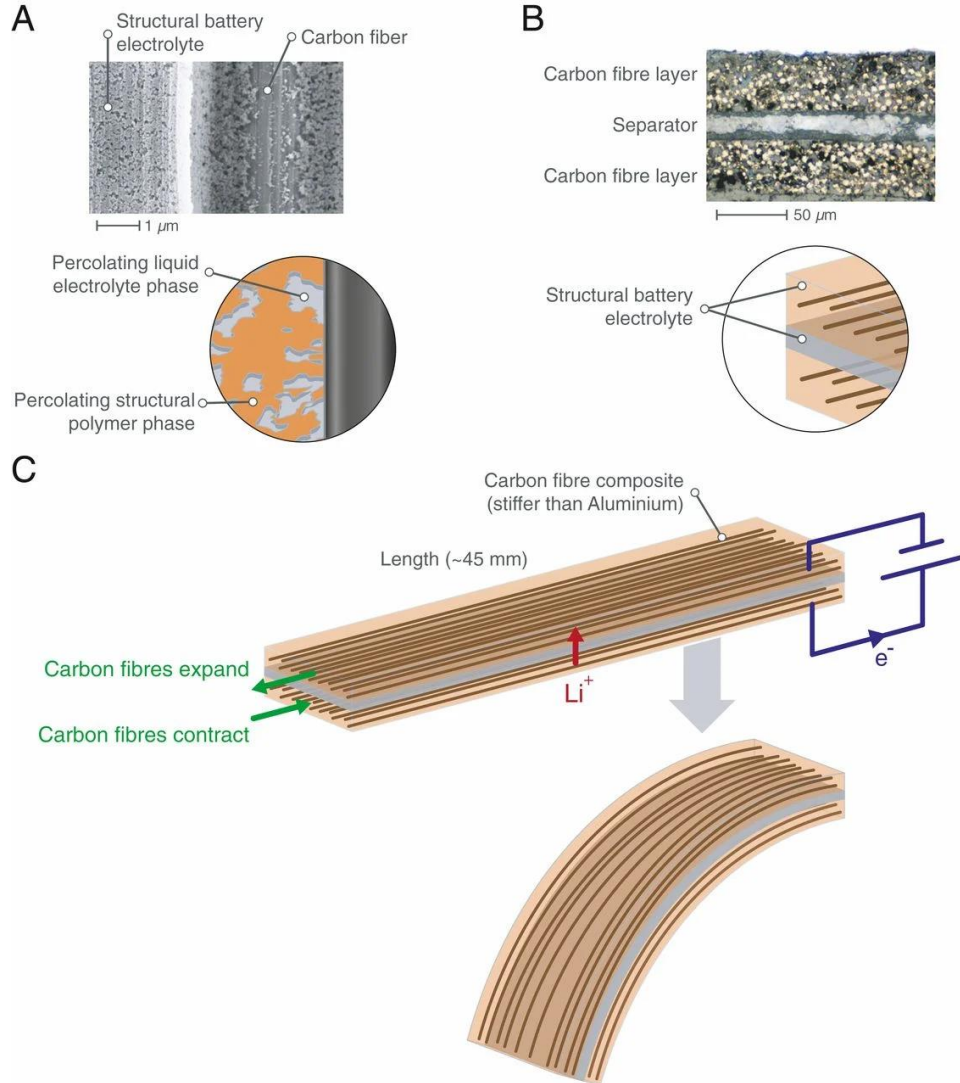 A
Structural battery
electrolyte
Carbon fiber
1 µm
Percolating liquid
electrolyte phase
Percolating structural
polymer phase
B
Carbon fibre layer
Separator
Carbon fibre layer
50 µm
Structural battery
electrolyte
C
Carbon fibre composite
(stiffer than Aluminium)
Length (~45 mm)
Carbon fibres expand
Carbon fibres contract
Li+
e-